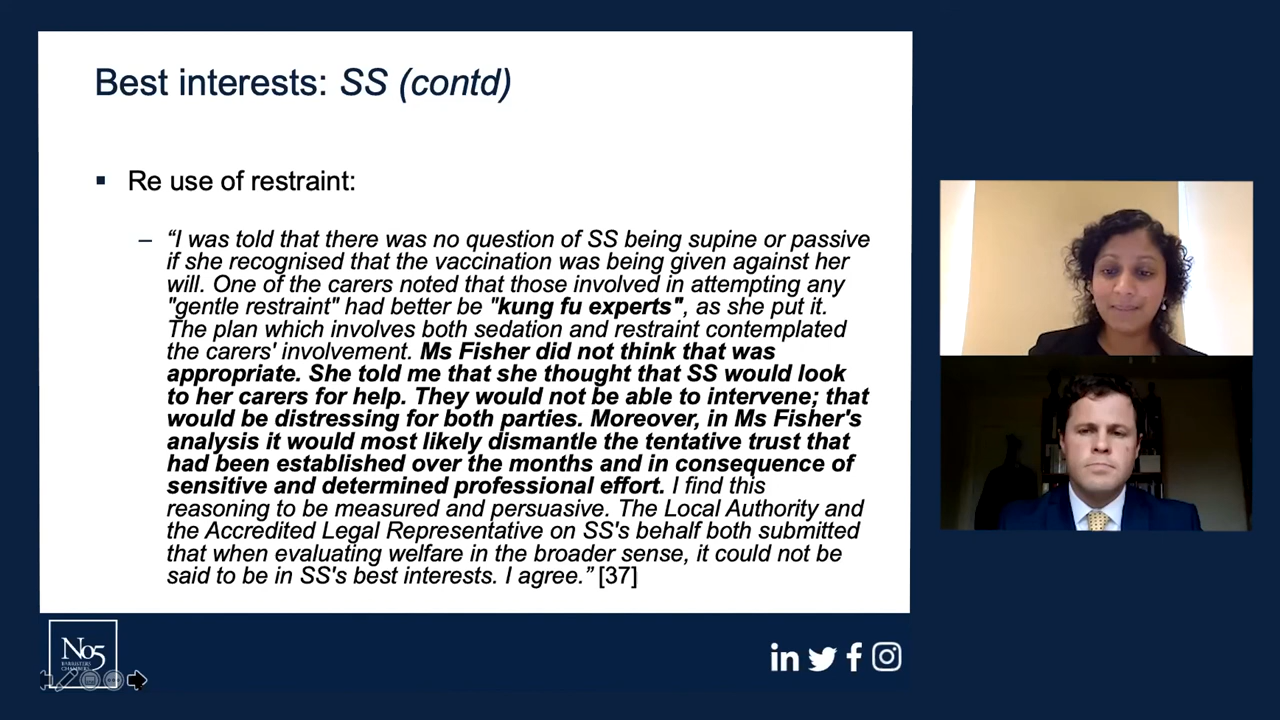 Best interests: SS (contd)
▪ Re use of restraint:
– “I was told that there was no question of SS being supine or passive
if she recognised that the vaccination was being given against her
will. One of the carers noted that those involved in attempting any
"gentle restraint" had better be "kung fu experts", as she put it.
The plan which involves both sedation and restraint contemplated
the carers' involvement. Ms Fisher did not think that was
appropriate. She told me that she thought that SS would look
to her carers for help. They would not be able to intervene; that
would be distressing for both parties. Moreover, in Ms Fisher's
analysis it would most likely dismantle the tentative trust that
had been established over the months and in consequence of
sensitive and determined professional effort. I find this
reasoning to be measured and persuasive. The Local Authority and
the Accredited Legal Representative on SS's behalf both submitted
that when evaluating welfare in the broader sense, it could not be
said to be in SS's best interests. I agree.” [37]
No5
BARRISTERS
CHAMBERS
in